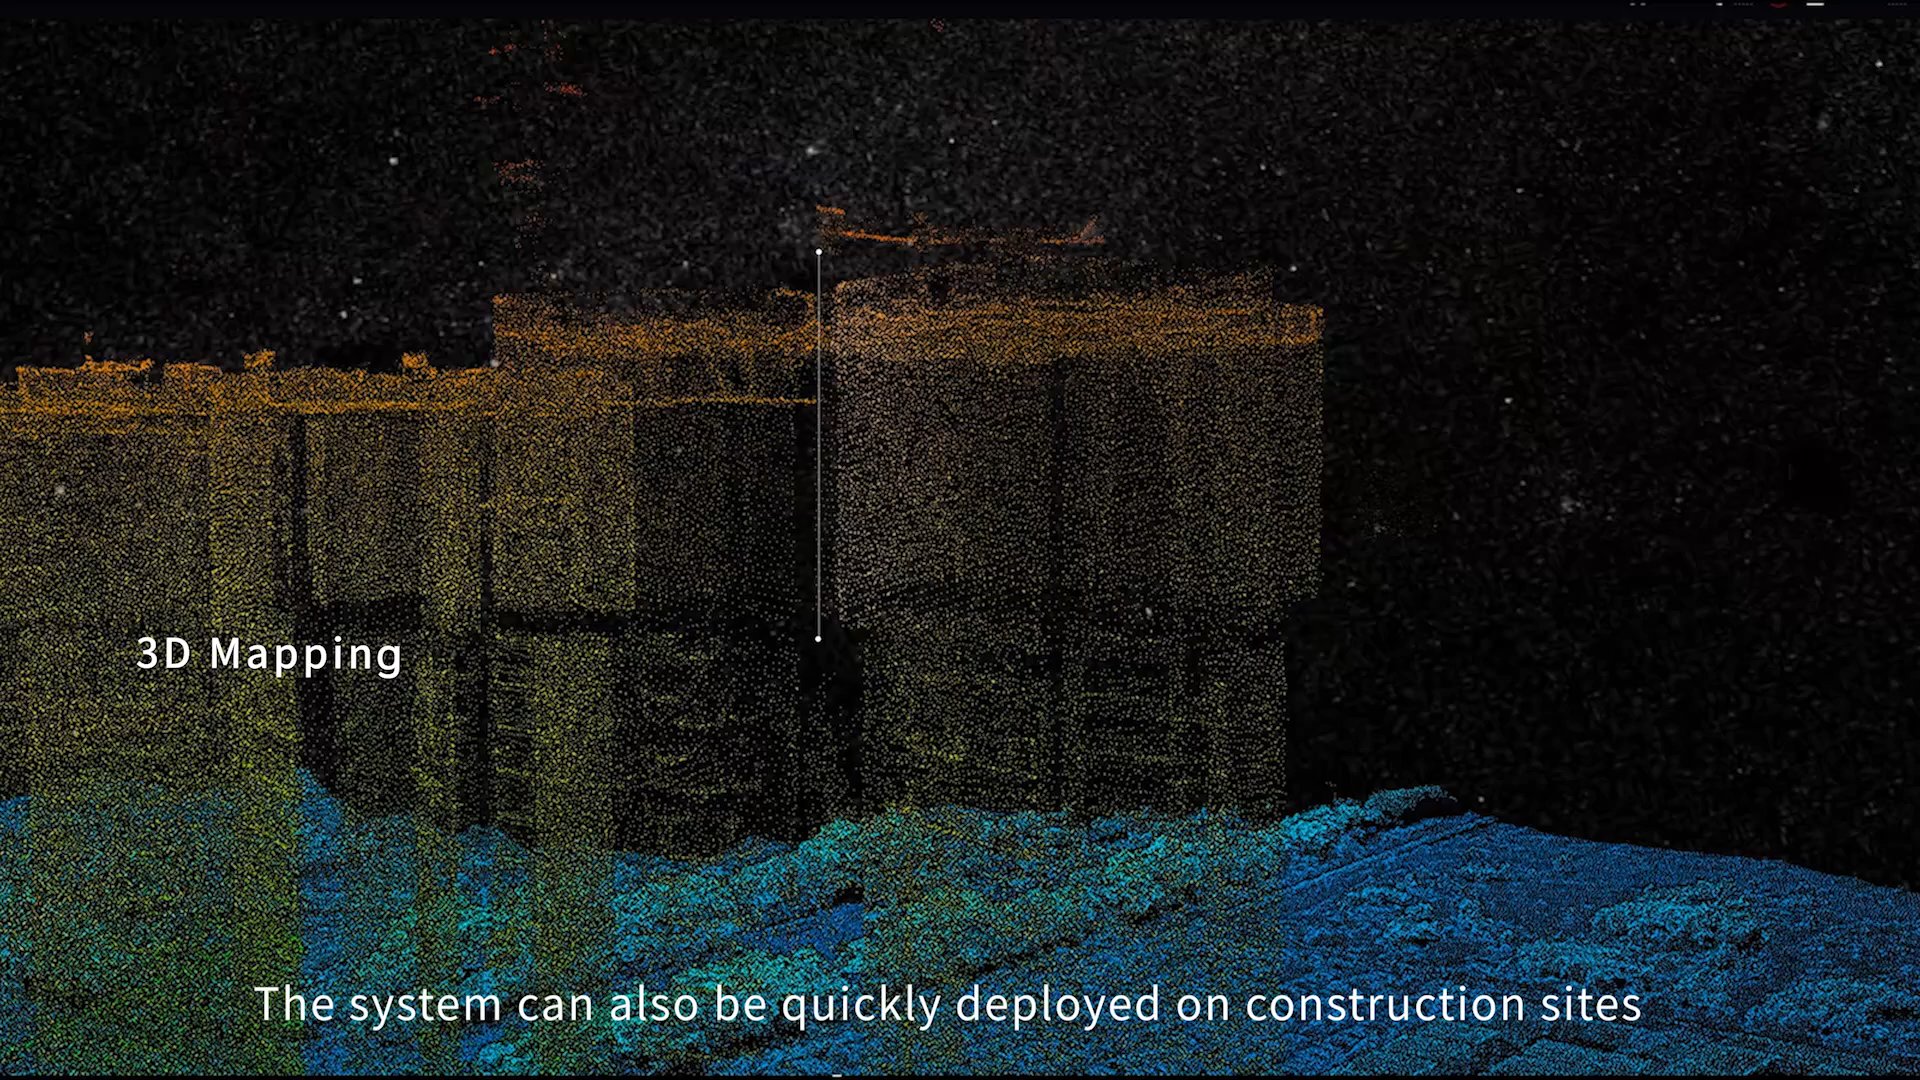 3D Mapping
The system can also be quickly deployed on construction sites